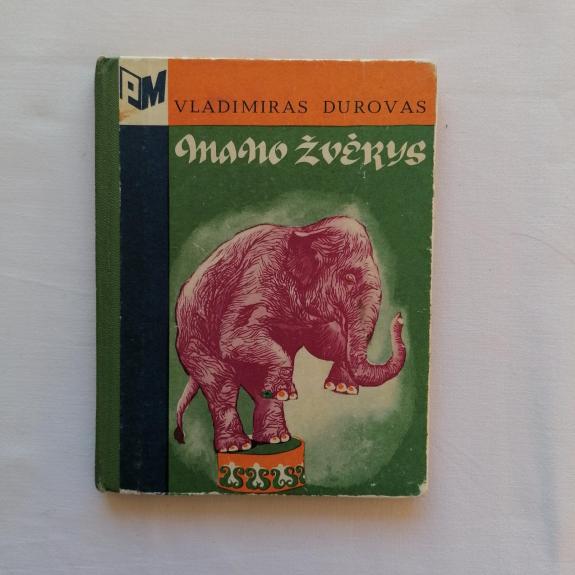 PM
VLADIMIRAS DUROVAS
MANO ŽVĖRYS